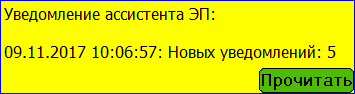 Уведомление ассистента ЭП:
09.11.2017 10:06:57: Новых уведомлений: 5
Прочитать